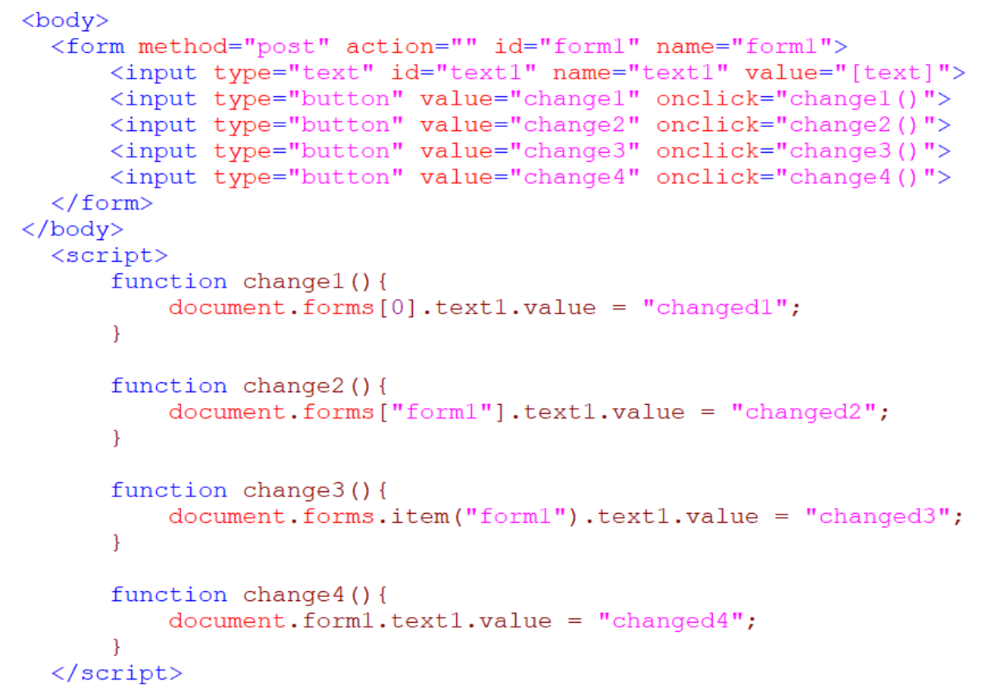 <body>
<form method="post" action="" id="form1" name="form1">
<input type="text" id="text1" name="text1" value="[text]">
<input type="button" value="change1" onclick="change1()">
<input type="button" value="change2" onclick="change2()">
<input type="button" value="change3" onclick="change3()">
<input type="button" value="change4" onclick="change4()">
</form>
</body>
<script>
function change1(){
document.forms[0].text1.value = "changed1";
}
function change2(){
document.forms["form1"].text1.value = "changed2";
}
function change3(){
document.forms.item("form1").text1.value = "changed3";
}
function change4(){
document.form1.text1.value = "changed4";
}
</script>